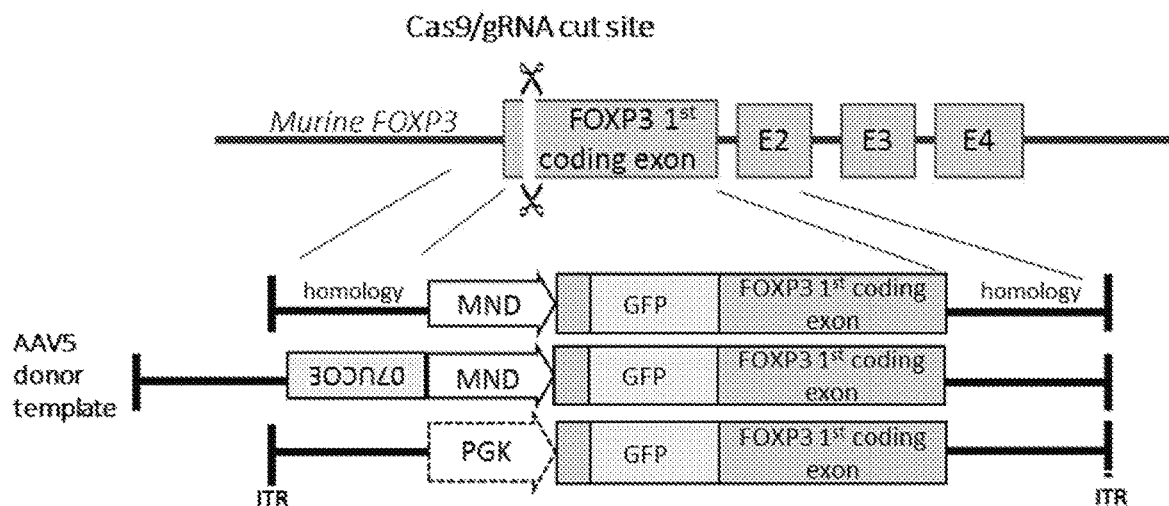 Cas9/gRNA cut site
Murine FOXP3
FOXP3 1st
coding exon
E2
E3
E4
homology
MND
GFP
FOXP3 1st coding
exon
homology
AAV5
donor
template
07UCOE
MND
GFP
FOXP3 1st coding
exon
PGK
GFP
FOXP3 1st coding
exon
ITR
ITR